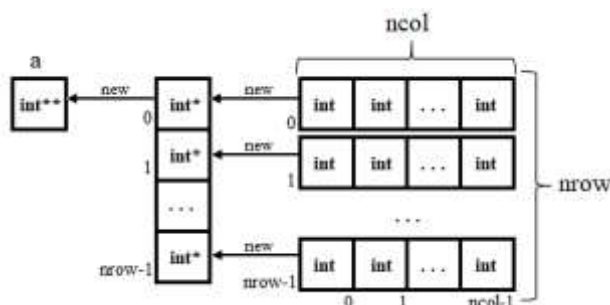 ncol
a
int** new int* new int int ... int
0 0
int* new int int ... int
1 1
... ...
nrow
int* new int int ... int
nrow-1 nrow-1
0 1 ncol-1